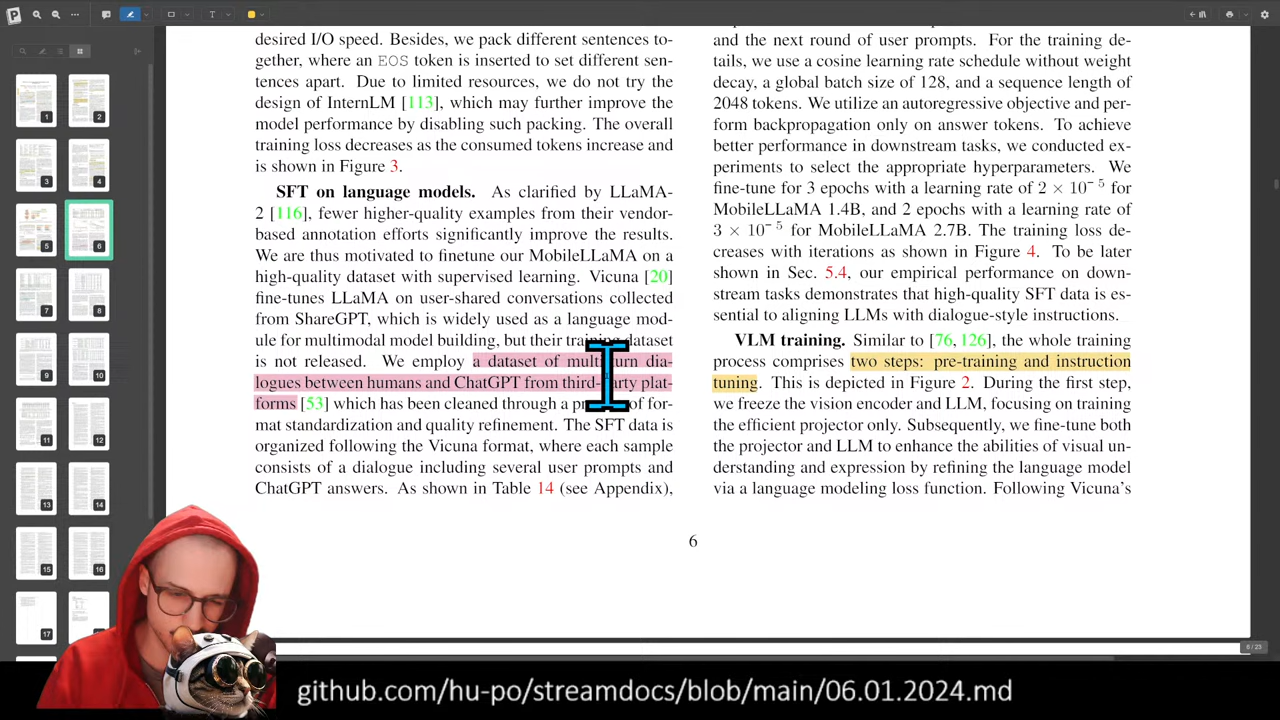 desired I/O speed. Besides, we pack different sentences to-
gether, where an EOS token is inserted to set different sen-
tences apart. Due to limited resources, we do not try the
design of InternLM [113], which may further improve the
model performance by disabling such packing. The overall
training loss decreases as the consumed tokens increase and
is shown in Figure 3.
SFT on language models. As clarified by LLaMA-
2 [116], fewer higher-quality examples from their vendor-
based annotation efforts significantly improve the results.
We are thus motivated to finetune our MobileLLaMA on a
high-quality dataset with supervised training. Vicuna [20]
fine-tunes LLaMA on user-shared conversations collected
from ShareGPT, which is widely used as a language mod-
ule for multimodal model building, but their training dataset
is not released. We employ a dataset of multi-turn dia-
logues between humans and ChatGPT from third-party plat-
forms [53] which has been cleaned through a process of for-
mat standardization and quality refinement. The SFT data is
organized following the Vicuna format, where each sample
consists of a dialogue including several user prompts and
ChatGPT answers. As shown in Table 14 (see Appendix),
and the next round of user prompts. For the training de-
tails, we use a cosine learning rate schedule without weight
decay, a global batch size of 128, and a sequence length of
2048 tokens. We utilize an autoregressive objective and per-
form backpropagation only on answer tokens. To achieve
better performance in downstream tasks, we conducted ex-
periments to select the appropriate hyperparameters. We
fine-tune for 3 epochs with a learning rate of 2 × 10⁻⁵ for
MobileLLaMA 1.4B, and 2 epochs with a learning rate of
3 × 10⁻⁵ for MobileLLaMA 2.7B. The training loss de-
creases with iteration as shown in Figure 4. To be later
shown in Sec. 5.4, our empirical performance on down-
stream tasks demonstrates that high-quality SFT data is es-
sential to aligning LLMs with dialogue-style instructions.
VLM training. Similar to [76, 126], the whole training
process comprises two steps: pre-training and instruction
tuning. This is depicted in Figure 2. During the first step,
we freeze the vision encoder and LLM, focusing on training
the efficient projector only. Subsequently, we fine-tune both
the projector and LLM to enhance the abilities of visual un-
derstanding and expression by refining the language model
via a language modeling loss function. Following Vicuna's
6
1
2
3
4
5
6
7
8
9
10
11
12
13
14
15
16
17
6 / 23
github.com/hu-po/streamdocs/blob/main/06.01.2024.md